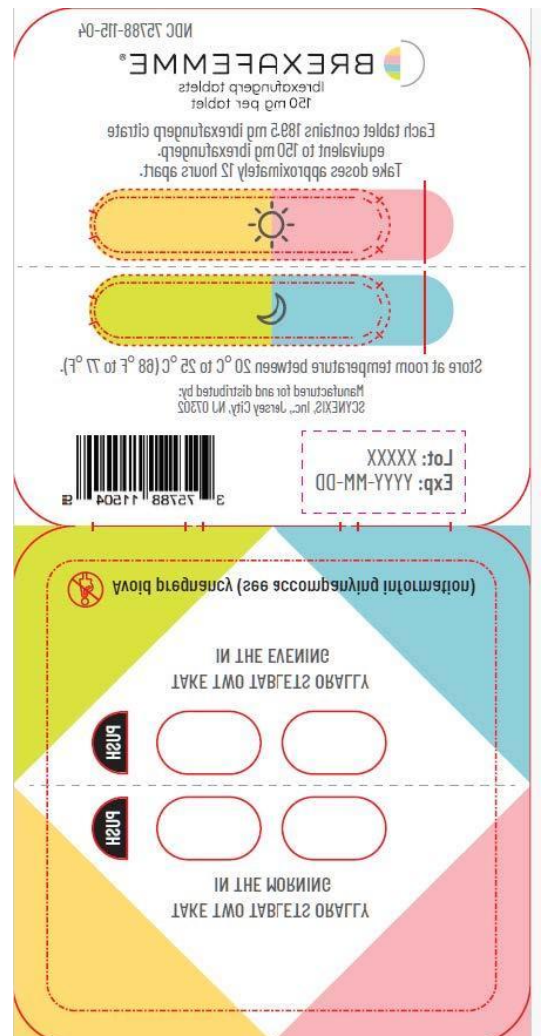 NDC 75788-115-04
BREXAFEMME®
ibrexafungerp tablets
150 mg per tablet
Each tablet contains 189.5 mg ibrexafungerp citrate
equivalent to 150 mg ibrexafungerp.
Take doses approximately 12 hours apart.
Store at room temperature between 20 °C to 25 °C (68 °F to 77 °F).
Manufactured for and distributed by:
SCYNEXIS, Inc., Jersey City, NJ 07302
Lot: XXXXX
Exp: YYYY-MM-DD
3 75788 11504
TAKE TWO TABLETS ORALLY
IN THE MORNING
PUSH
PUSH
TAKE TWO TABLETS ORALLY
IN THE EVENING
Avoid pregnancy (see accompanying information)